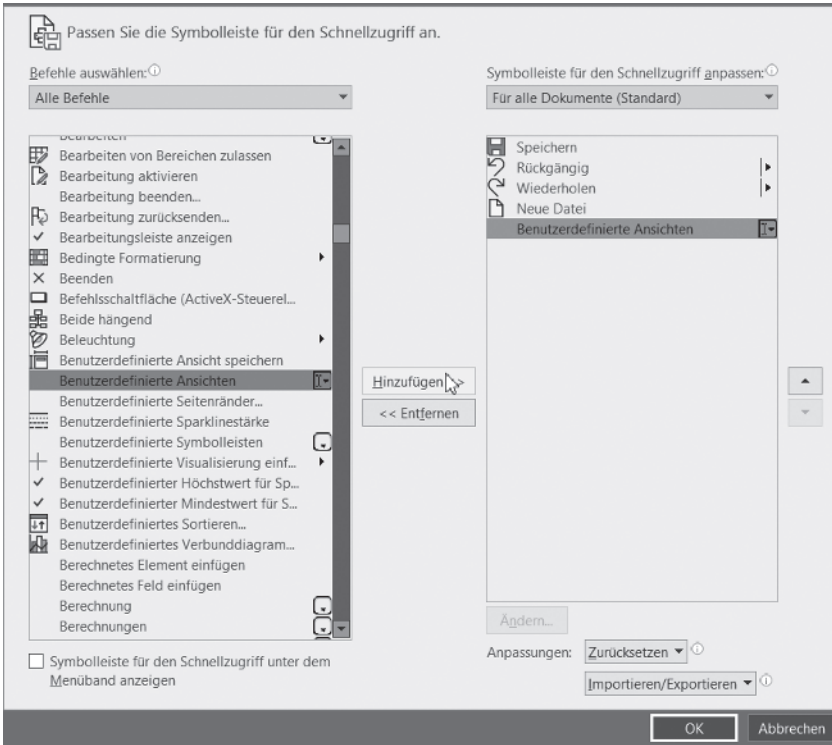 Passen Sie die Symbolleiste für den Schnellzugriff an.
Befehle auswählen:
Alle Befehle
Bearbeiten
Bearbeiten von Bereichen zulassen
Bearbeitung aktivieren
Bearbeitung beenden...
Bearbeitung zurücksenden...
Bearbeitungsleiste anzeigen
Bedingte Formatierung
Beenden
Befehlsschaltfläche (ActiveX-Steuerel...
Beide hängend
Beleuchtung
Benutzerdefinierte Ansicht speichern
Benutzerdefinierte Ansichten
Benutzerdefinierte Seitenränder...
Benutzerdefinierte Sparklinestärke
Benutzerdefinierte Symbolleisten
Benutzerdefinierte Visualisierung einf...
Benutzerdefinierter Höchstwert für Sp...
Benutzerdefinierter Mindestwert für S...
Benutzerdefiniertes Sortieren...
Benutzerdefiniertes Verbunddiagram...
Berechnetes Element einfügen
Berechnetes Feld einfügen
Berechnung
Berechnungen
Symbolleiste für den Schnellzugriff unter dem
Menüband anzeigen
Hinzufügen >>
<< Entfernen
Symbolleiste für den Schnellzugriff anpassen:
Für alle Dokumente (Standard)
Speichern
Rückgängig
Wiederholen
Neue Datei
Benutzerdefinierte Ansichten
Ändern...
Anpassungen: Zurücksetzen
Importieren/Exportieren
OK Abbrechen